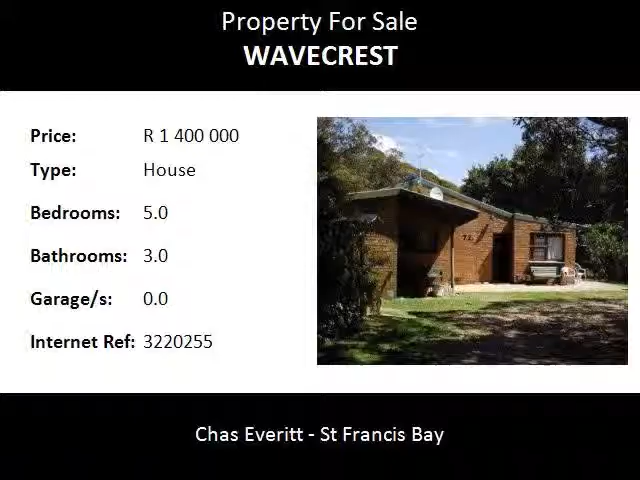 Property For Sale
WAVECREST
Price: R 1 400 000
Type: House
Bedrooms: 5.0
Bathrooms: 3.0
Garage/s: 0.0
Internet Ref: 3220255
Chas Everitt - St Francis Bay